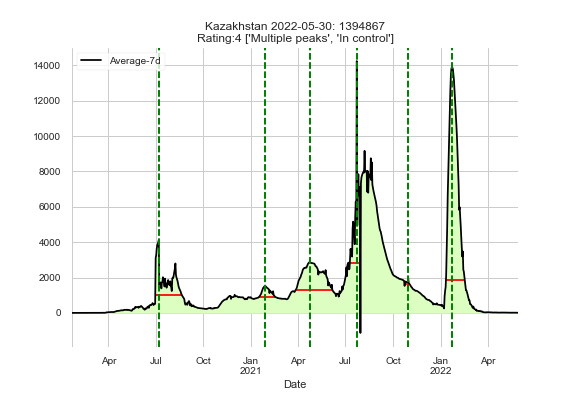 Kazakhstan 2022-05-30: 1394867
Rating:4 ['Multiple peaks', 'In control']
Average-7d
14000
12000
10000
8000
6000
4000
2000
0
Apr Jul Oct Jan Apr Jul Oct Jan Apr
2021 2022
Date